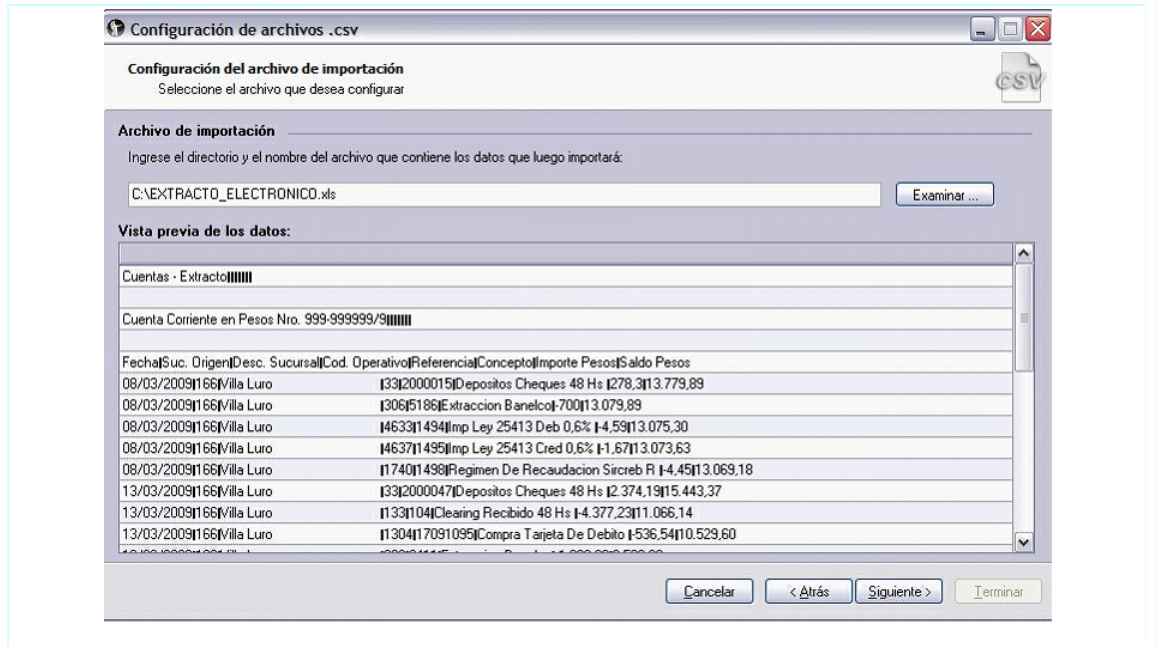 Configuración de archivos .csv
Configuración del archivo de importación
Seleccione el archivo que desea configurar
CSV
Archivo de importación
Ingrese el directorio y el nombre del archivo que contiene los datos que luego importará:
C:\EXTRACTO_ELECTRONICO.xls
Examinar ...
Vista previa de los datos:
Cuentas - Extracto|||||||
Cuenta Corriente en Pesos Nro. 999-999999/9|||||||
Fecha|Suc. Origen|Desc. Sucursal|Cod. Operativo|Referencia|Concepto|Importe Pesos|Saldo Pesos
08/03/2009|166|Villa Luro |33|2000015|Depositos Cheques 48 Hs |278,3|13.779,89
08/03/2009|166|Villa Luro |306|5186|Extraccion Banelco|-700|13.079,89
08/03/2009|166|Villa Luro |4633|1494|Imp Ley 25413 Deb 0,6% |-4,59|13.075,30
08/03/2009|166|Villa Luro |4637|1495|Imp Ley 25413 Cred 0,6% |-1,67|13.073,63
08/03/2009|166|Villa Luro |1740|1498|Regimen De Recaudacion Sircreb R |-4,45|13.069,18
13/03/2009|166|Villa Luro |33|2000047|Depositos Cheques 48 Hs |2.374,19|15.443,37
13/03/2009|166|Villa Luro |133|104|Clearing Recibido 48 Hs |-4.377,23|11.066,14
13/03/2009|166|Villa Luro |1304|17091095|Compra Tarjeta De Debito |-536,54|10.529,60
Cancelar
< Atrás
Siguiente >
Terminar